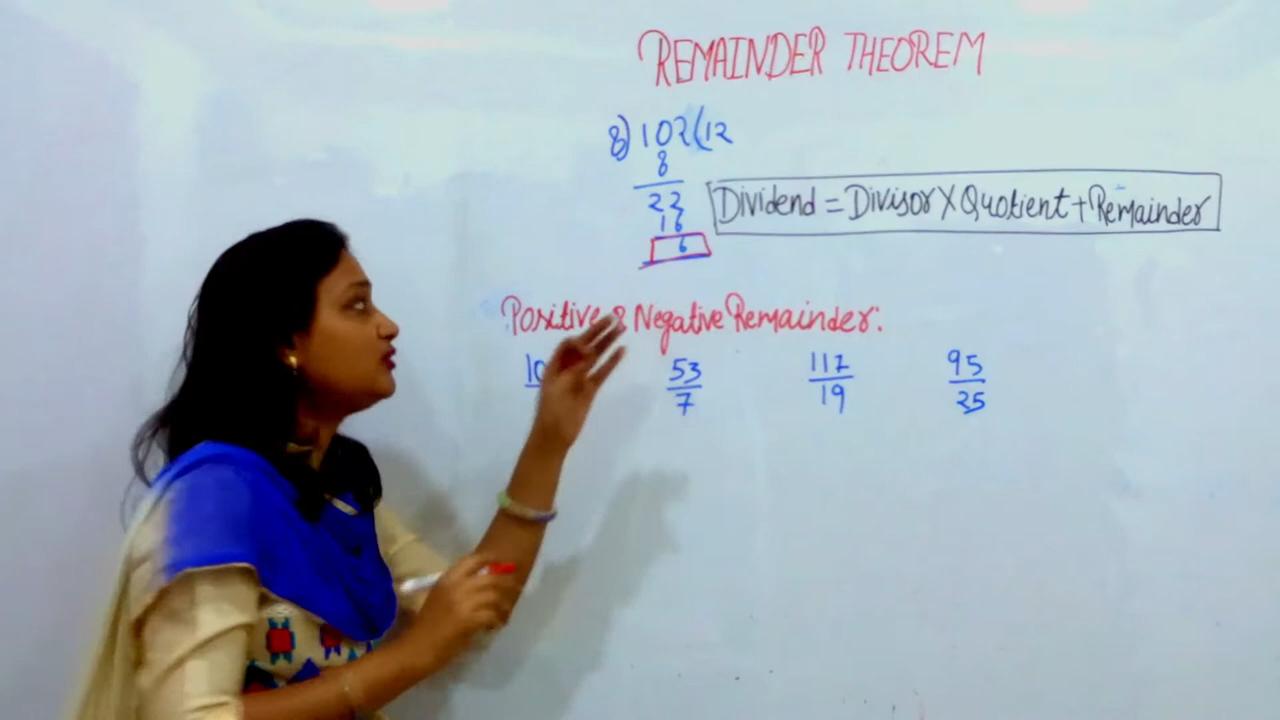 REMAINDER THEOREM
8) 102 (12
8
22
16
6
Dividend = Divisor X Quotient + Remainder
Positive & Negative Remainder:
10 53 117 95
7 19 25